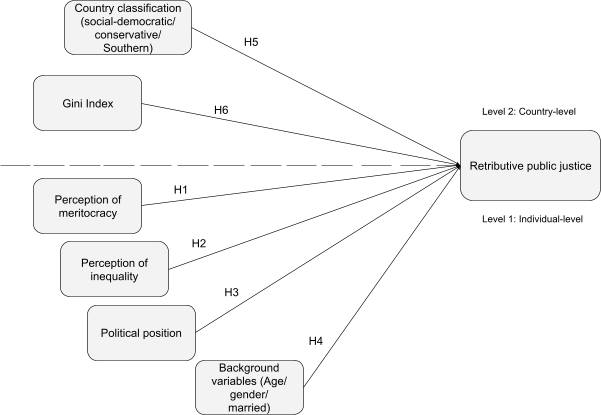 Country classification
(social-democratic/
conservative/
Southern)
H5
Gini Index
H6
Level 2: Country-level
Retributive public justice
Level 1: Individual-level
Perception of
meritocracy
H1
Perception of
inequality
H2
Political position
H3
Background
variables (Age/
gender/
married)
H4